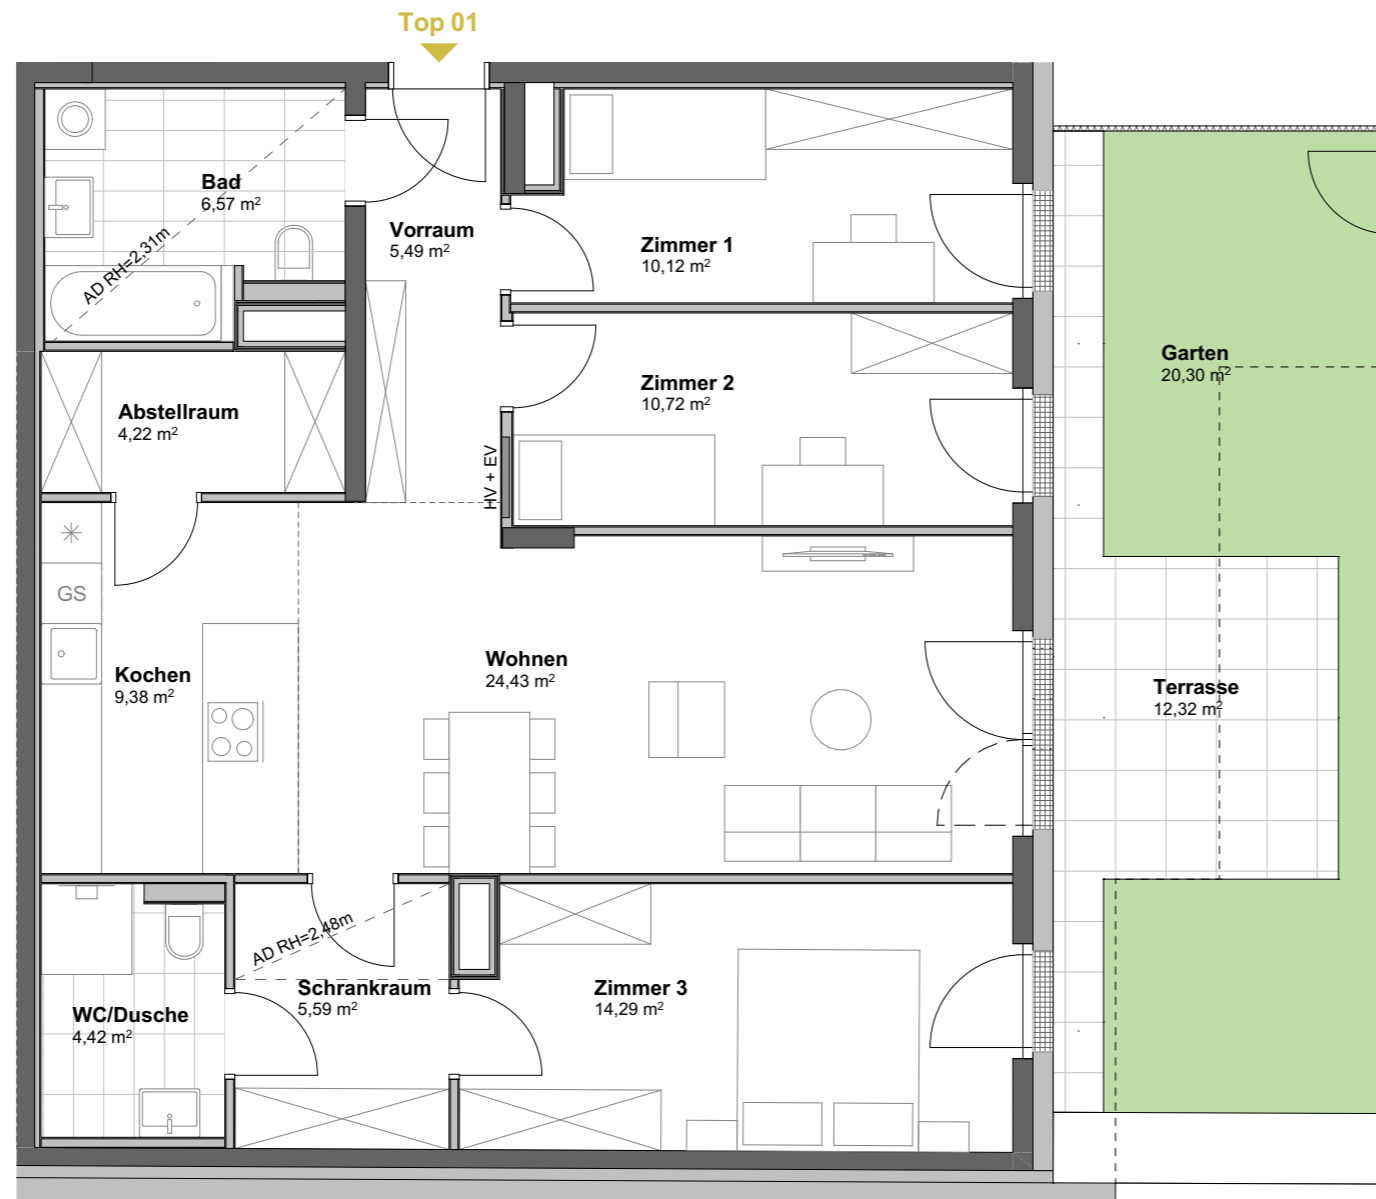 Top 01
Bad
6,57 m²
AD RH=2,31m
Vorraum
5,49 m²
Zimmer 1
10,12 m²
Zimmer 2
10,72 m²
Garten
20,30 m²
Abstellraum
4,22 m²
HV + EV
GS
Kochen
9,38 m²
Wohnen
24,43 m²
Terrasse
12,32 m²
AD RH=2,48m
Schrankraum
5,59 m²
Zimmer 3
14,29 m²
WC/Dusche
4,42 m²